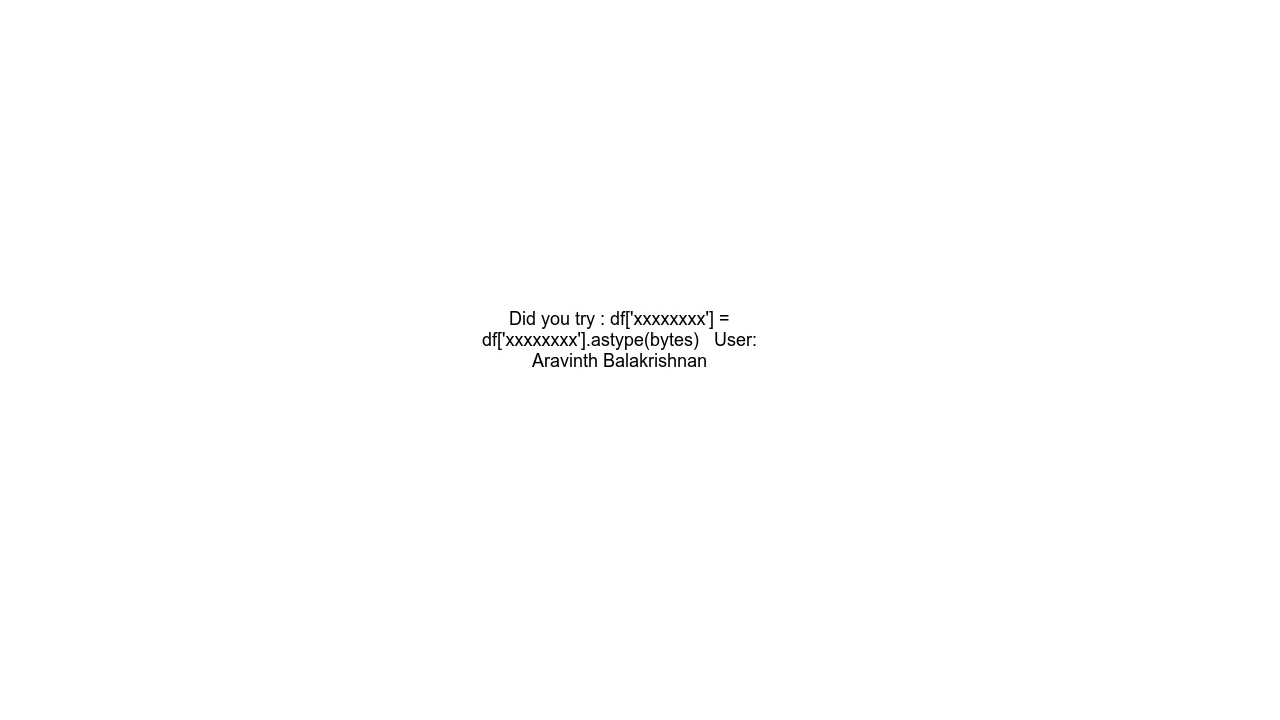 Did you try : df['xxxxxxxx'] =
df['xxxxxxxx'].astype(bytes)   User:
Aravinth Balakrishnan